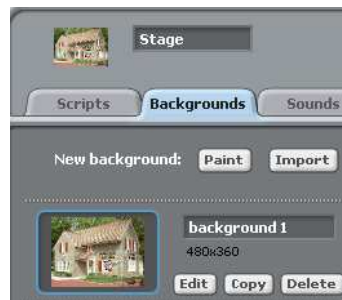 Stage
Scripts Backgrounds Sounds
New background: Paint Import
background 1
480x360
Edit Copy Delete